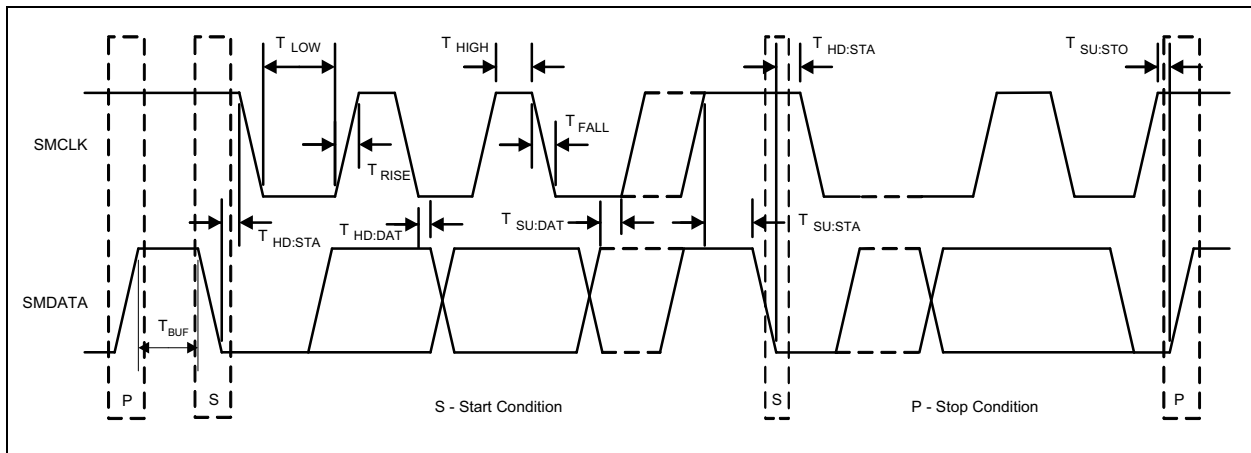 T LOW
T HIGH
T HD:STA
T SU:STO
SMCLK
T FALL
T RISE
T HD:STA
T HD:DAT
T SU:DAT
T SU:STA
SMDATA
T BUF
P
S
S - Start Condition
S
P - Stop Condition
P